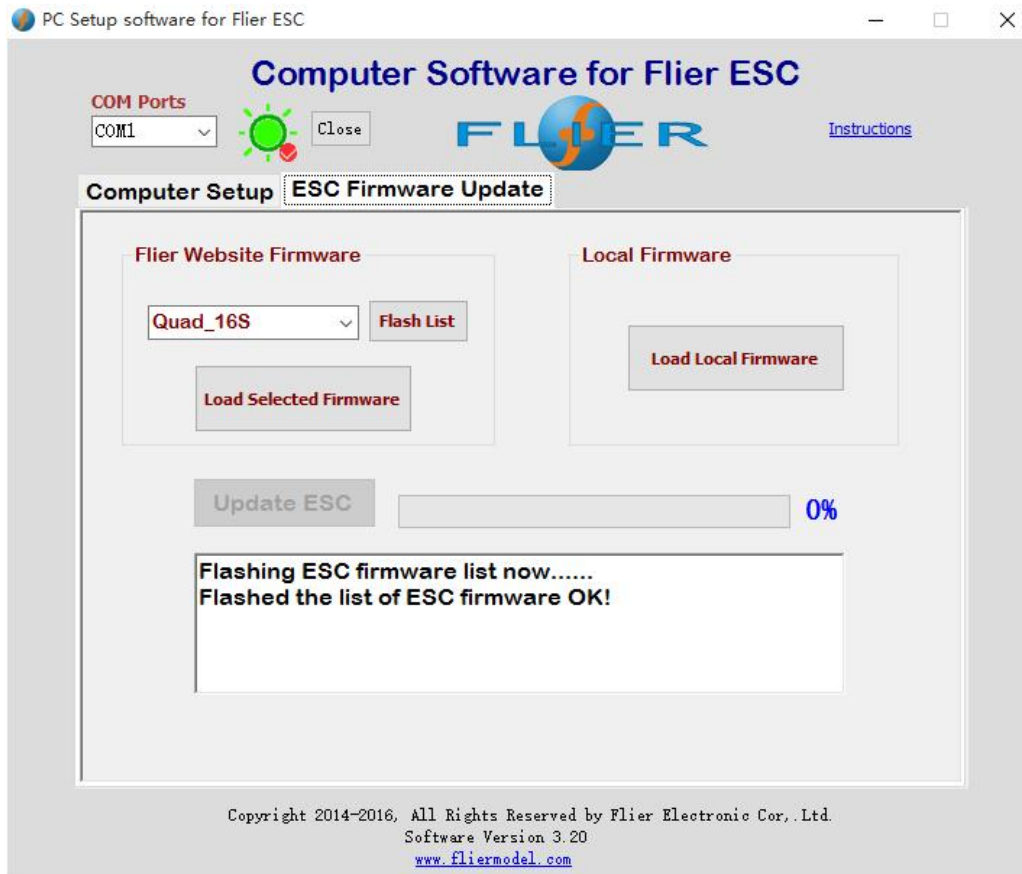 PC Setup software for Flier ESC
Computer Software for Flier ESC
COM Ports
COM1
Close
FLIER
Instructions
Computer Setup
ESC Firmware Update
Flier Website Firmware
Quad_16S
Flash List
Load Selected Firmware
Local Firmware
Load Local Firmware
Update ESC
0%
Flashing ESC firmware list now......
Flashed the list of ESC firmware OK!
Copyright 2014-2016, All Rights Reserved by Flier Electronic Cor,.Ltd.
Software Version 3.20
www.fliermodel.com